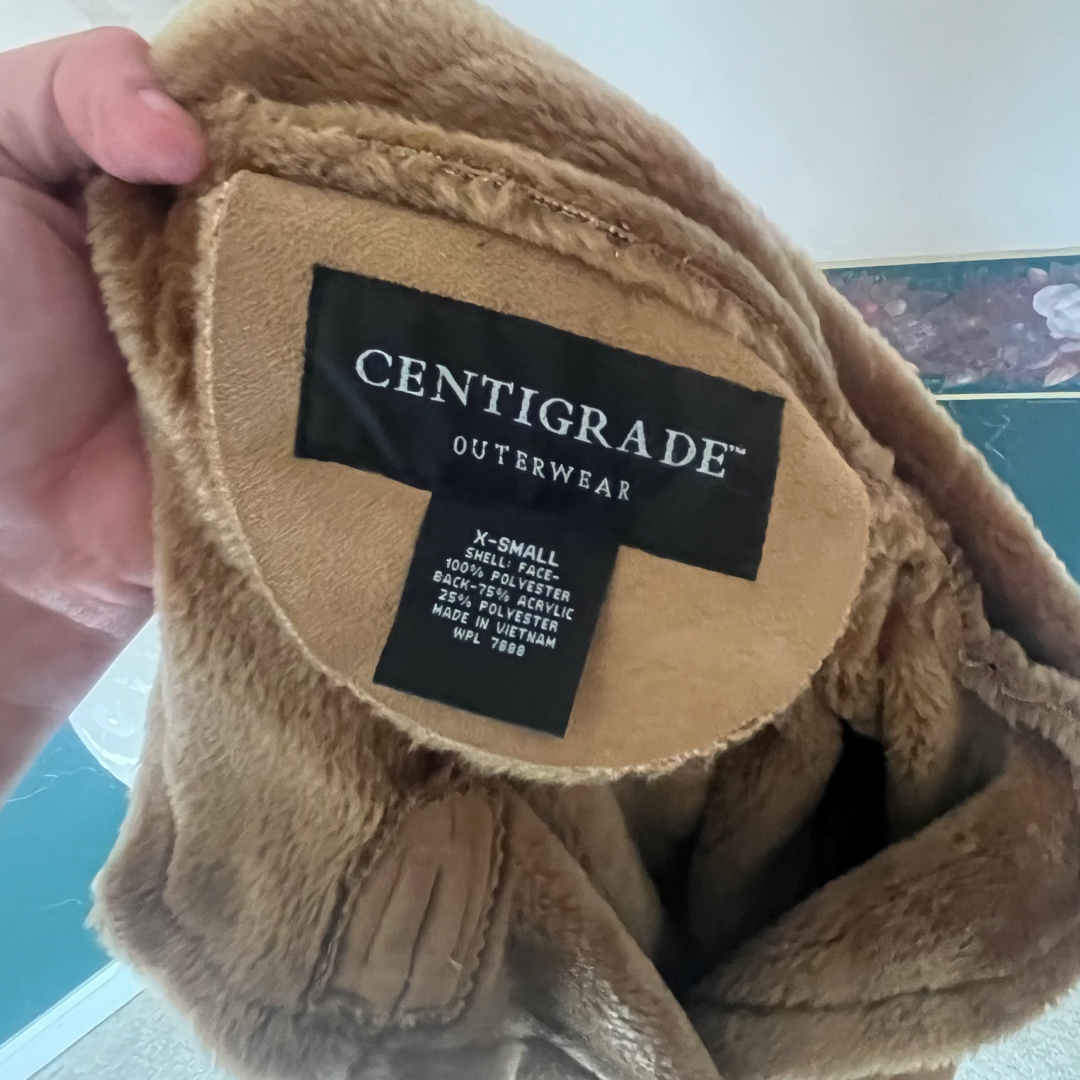 CENTIGRADE™
OUTERWEAR
X-SMALL
SHELL: FACE-
100% POLYESTER
BACK-75% ACRYLIC
25% POLYESTER
MADE IN VIETNAM
WPL 7888